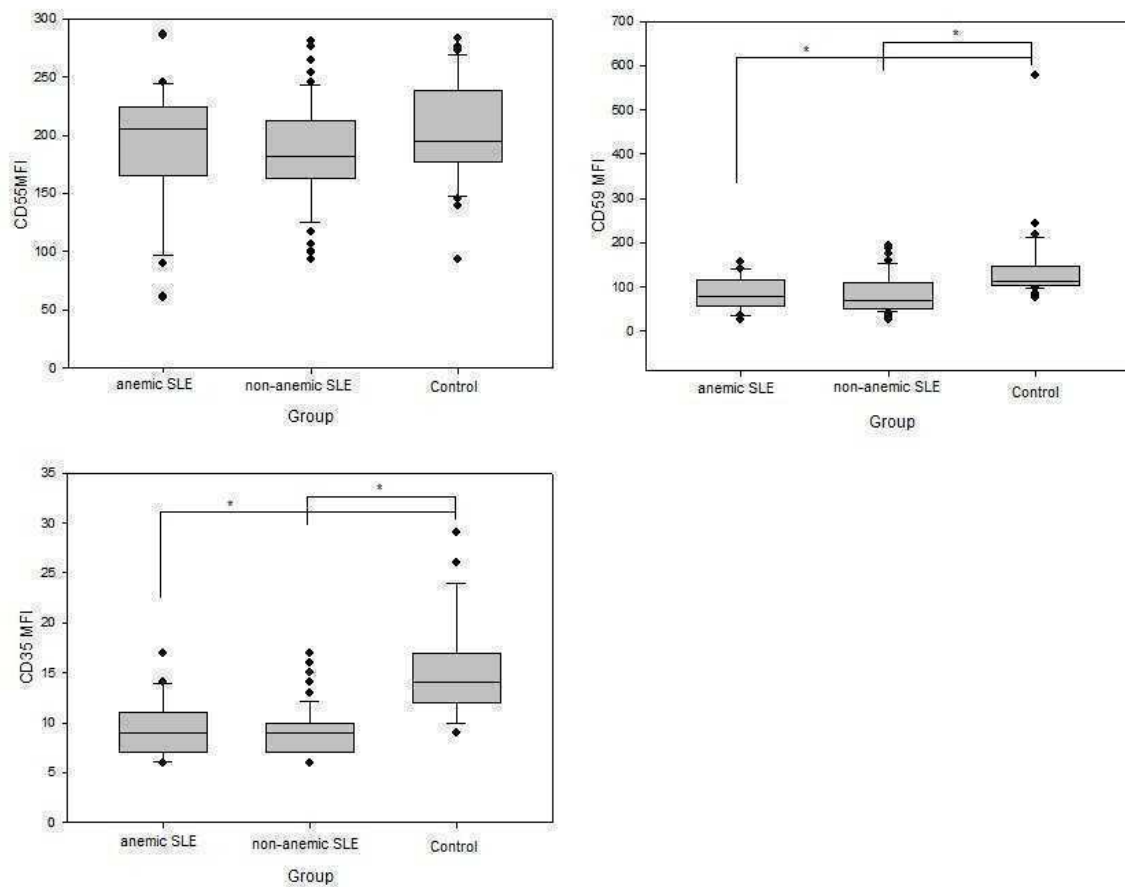 300
250
200
150
100
50
0
CD55MFI
anemic SLE
non-anemic SLE
Control
Group
700
600
500
400
300
200
100
0
CD59 MFI
*
*
anemic SLE
non-anemic SLE
Control
Group
35
30
25
20
15
10
5
0
CD35 MFI
*
*
anemic SLE
non-anemic SLE
Control
Group